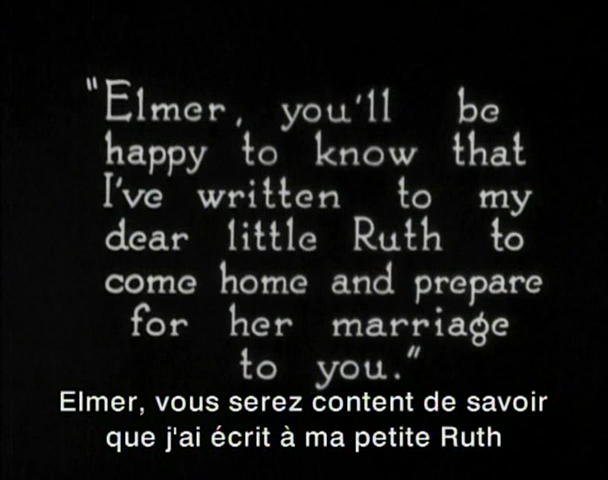 "Elmer, you'll be
happy to know that
I've written to my
dear little Ruth to
come home and prepare
for her marriage
to you."
Elmer, vous serez content de savoir
que j'ai écrit à ma petite Ruth